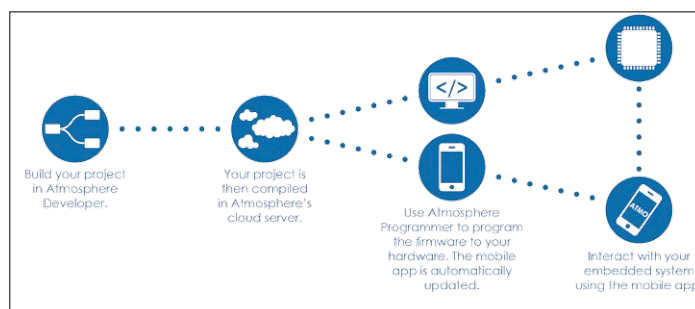 </>
ATMO
Build your project
in Atmosphere
Developer.
Your project is
then compiled
in Atmosphere's
cloud server.
Use Atmosphere
Programmer to program
the firmware to your
hardware. The mobile
app is automatically
updated.
Interact with your
embedded system
using the mobile app